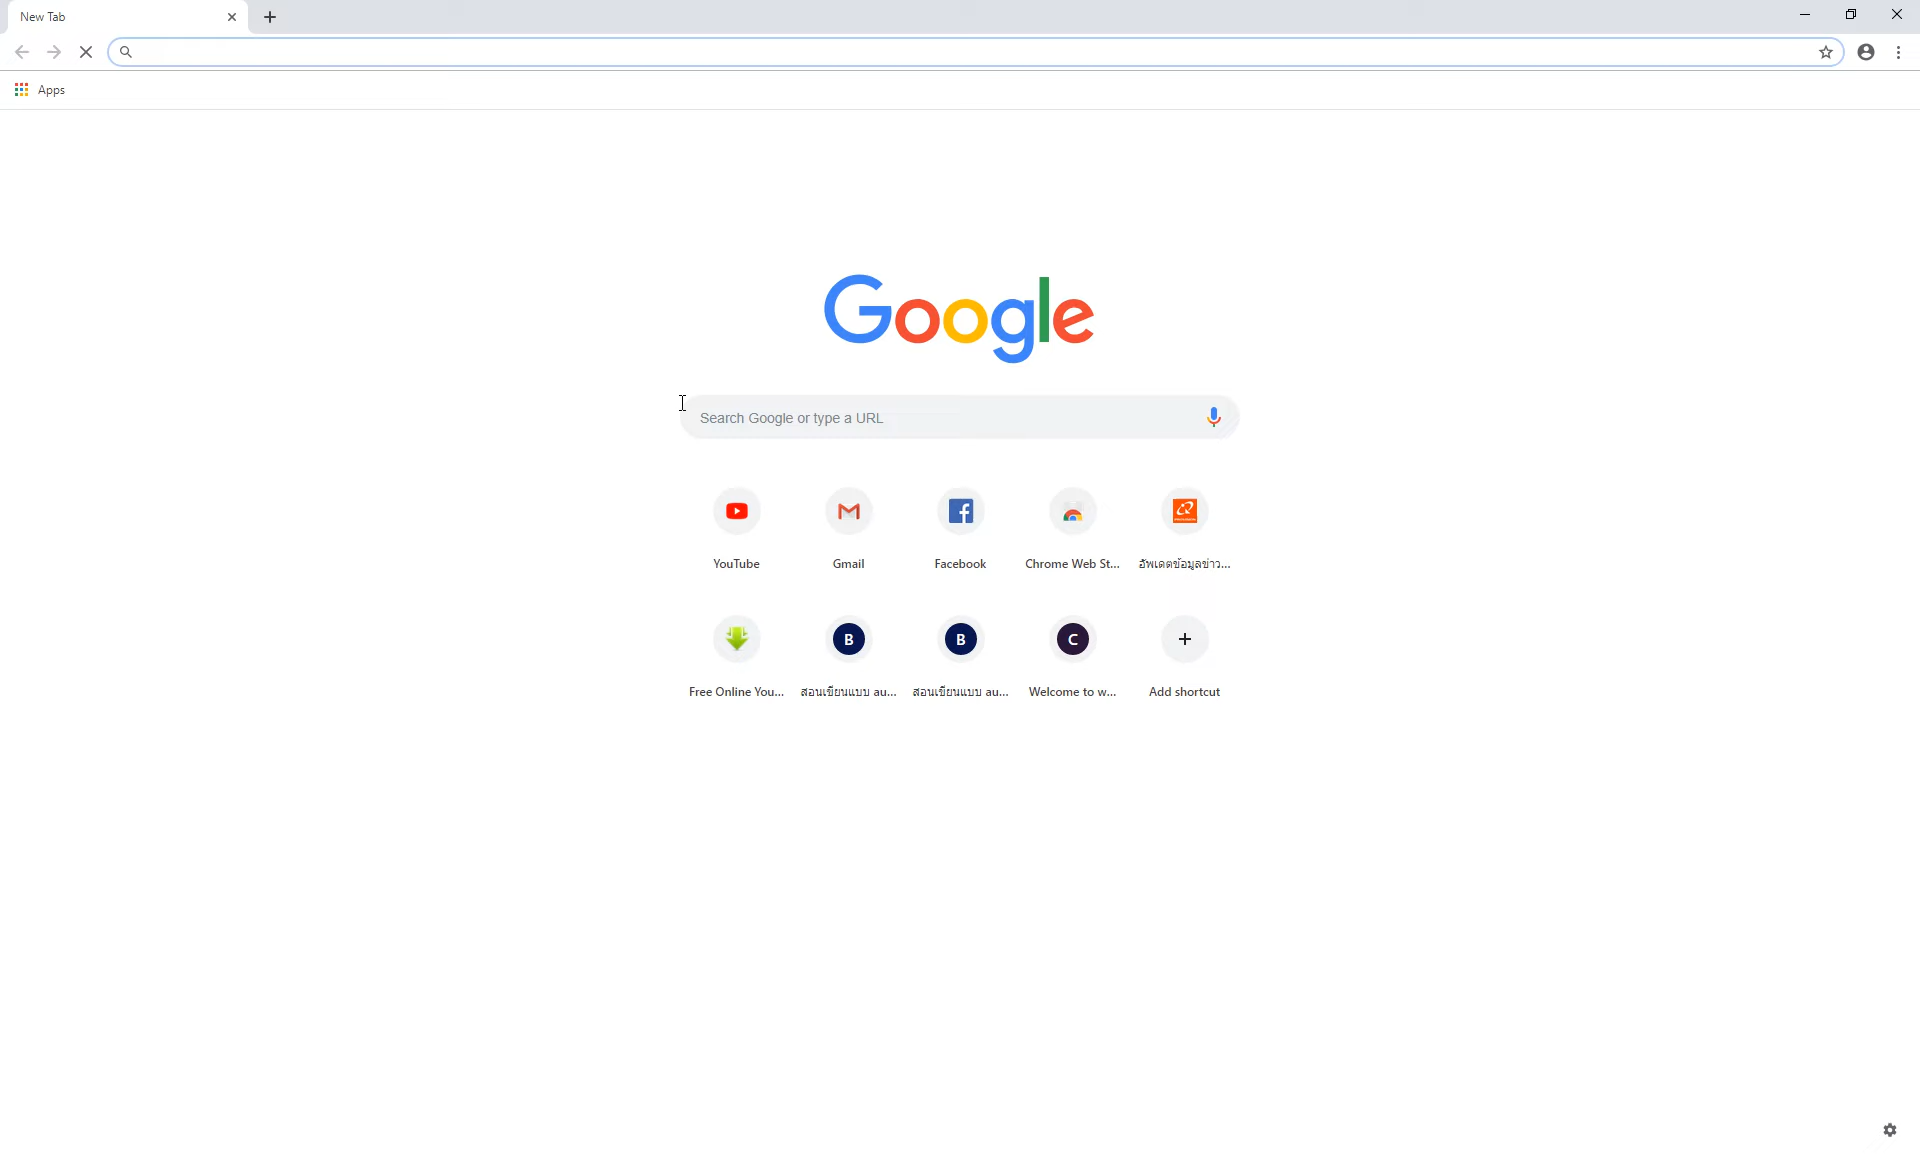 New Tab
Apps
Google
Search Google or type a URL
YouTube
Gmail
Facebook
Chrome Web St...
อัพเดตข้อมูลข่าว...
B
B
C
Free Online You...
สอนเขียนแบบ au...
สอนเขียนแบบ au...
Welcome to w...
Add shortcut